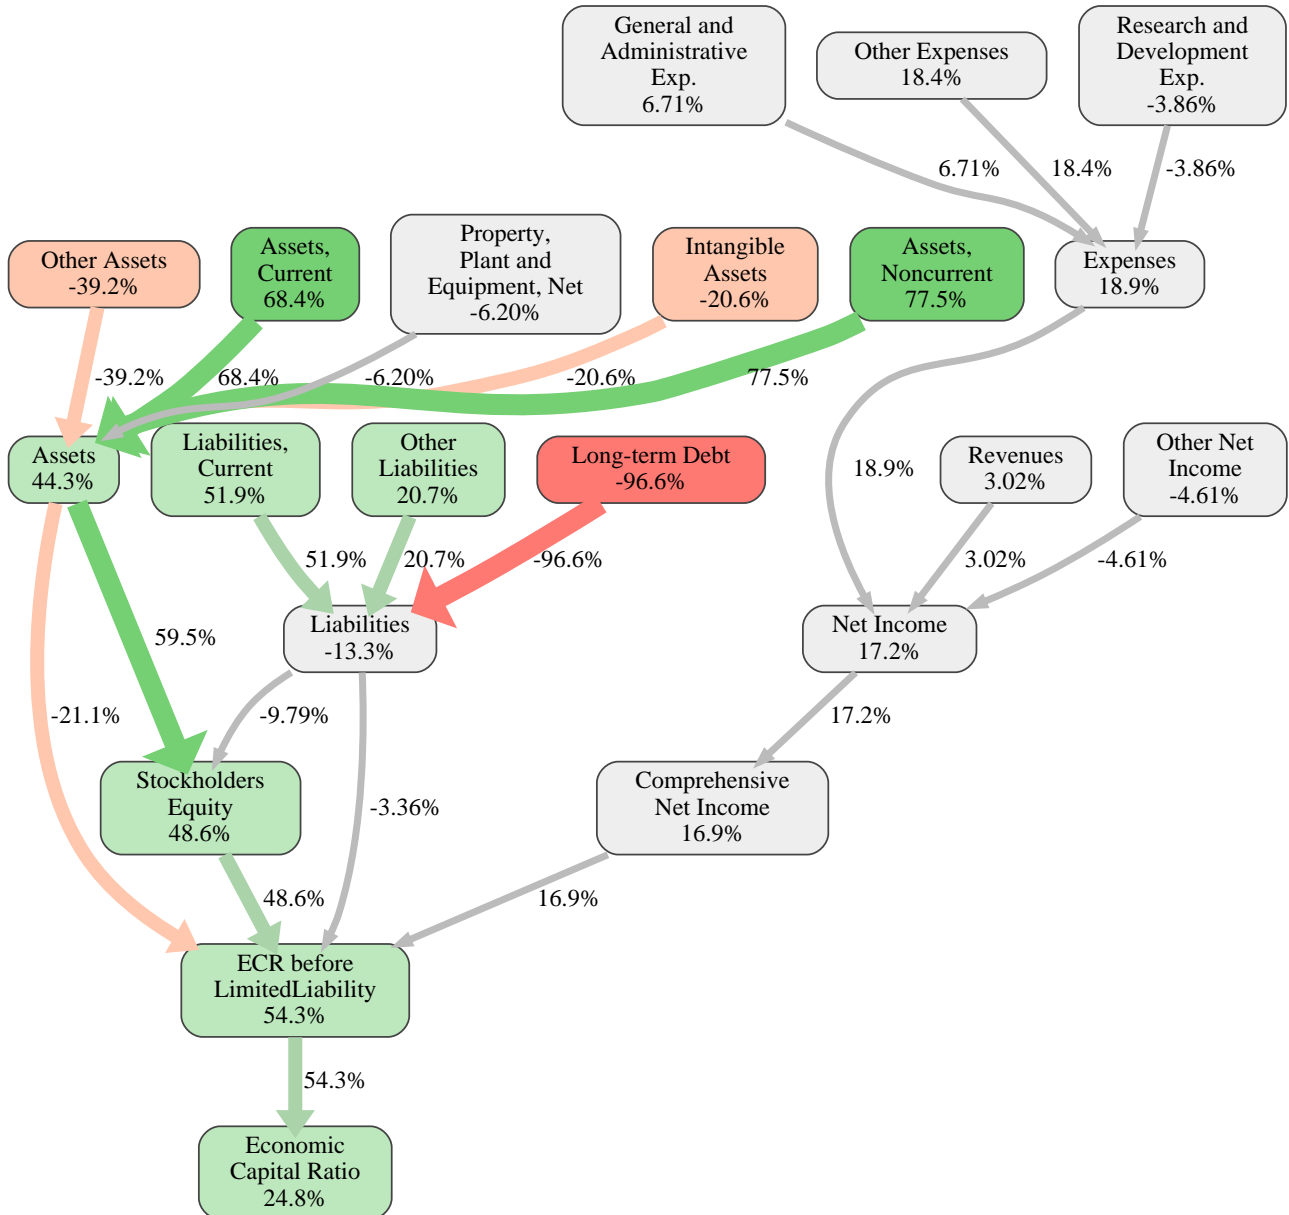 General and
Administrative
Exp.
6.71%
Other Expenses
18.4%
Research and
Development
Exp.
-3.86%
6.71%
18.4%
-3.86%
Other Assets
-39.2%
Assets,
Current
68.4%
Property,
Plant and
Equipment, Net
-6.20%
Intangible
Assets
-20.6%
Assets,
Noncurrent
77.5%
Expenses
18.9%
-39.2%
68.4%
-6.20%
-20.6%
77.5%
Assets
44.3%
Liabilities,
Current
51.9%
Other
Liabilities
20.7%
Long-term Debt
-96.6%
18.9%
Revenues
3.02%
Other Net
Income
-4.61%
51.9%
20.7%
-96.6%
3.02%
-4.61%
59.5%
Liabilities
-13.3%
Net Income
17.2%
-21.1%
-9.79%
17.2%
Stockholders
Equity
48.6%
-3.36%
Comprehensive
Net Income
16.9%
48.6%
16.9%
ECR before
LimitedLiability
54.3%
54.3%
Economic
Capital Ratio
24.8%